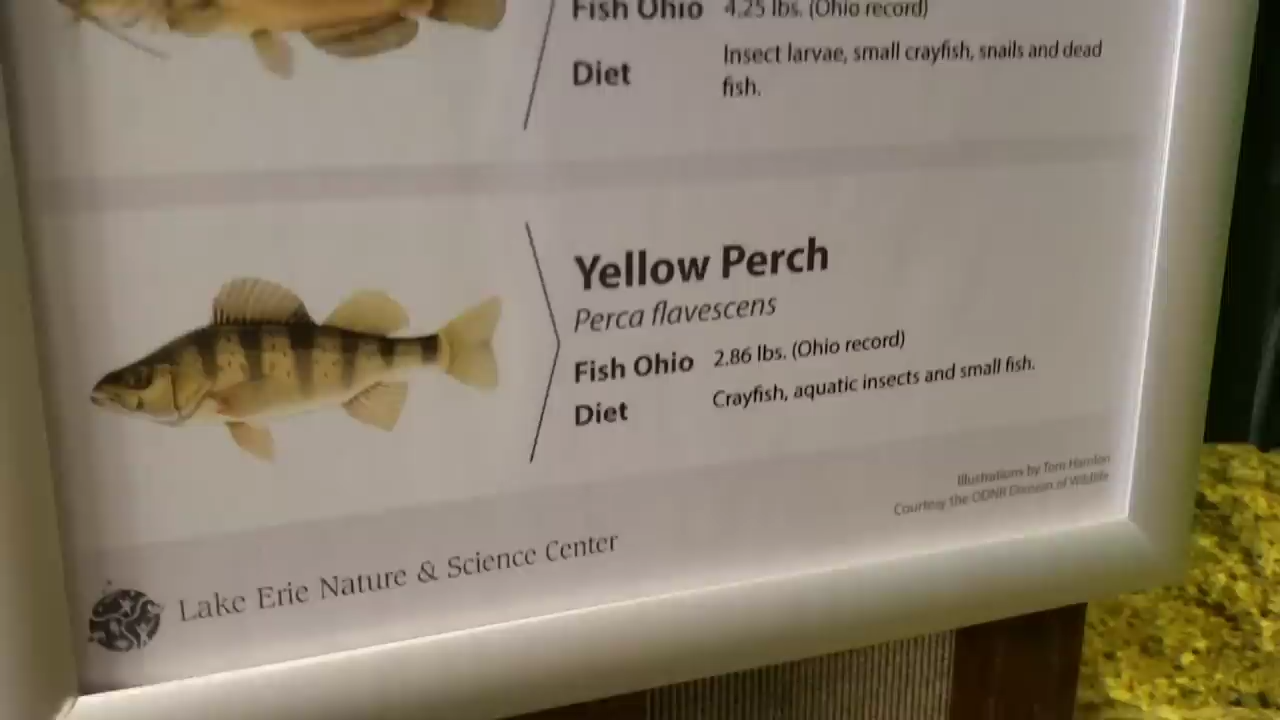 Fish Ohio 4.25 lbs. (Ohio record)
Diet Insect larvae, small crayfish, snails and dead
fish.
Yellow Perch
Perca flavescens
Fish Ohio 2.86 lbs. (Ohio record)
Diet Crayfish, aquatic insects and small fish.
Illustrations by Tom
Courtesy the ODNR Division of Wildlife
Lake Erie Nature & Science Center